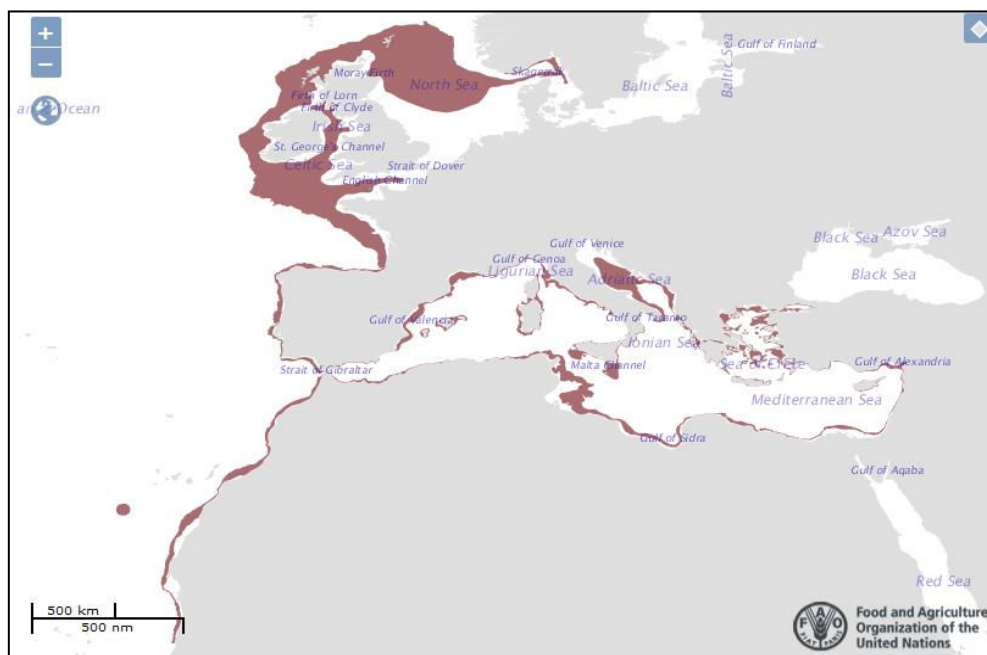 +
−
Gulf of Finland
Moray Firth
North Sea
Skagerrak
Baltic Sea
Baltic Sea
an Ocean
Firth of Lorn
Firth of Clyde
Irish Sea
St. George's Channel
Celtic Sea
Strait of Dover
English Channel
Gulf of Venice
Black Sea
Azov Sea
Gulf of Genoa
Ligurian Sea
Adriatic Sea
Black Sea
Gulf of Valencia
Gulf of Taranto
Ionian Sea
Strait of Gibraltar
Malta Channel
Sea of Crete
Gulf of Alexandria
Mediterranean Sea
Gulf of Sidra
Gulf of Aqaba
Red Sea
500 km
500 nm
F A O
FIAT PANIS
Food and Agriculture
Organization of the
United Nations